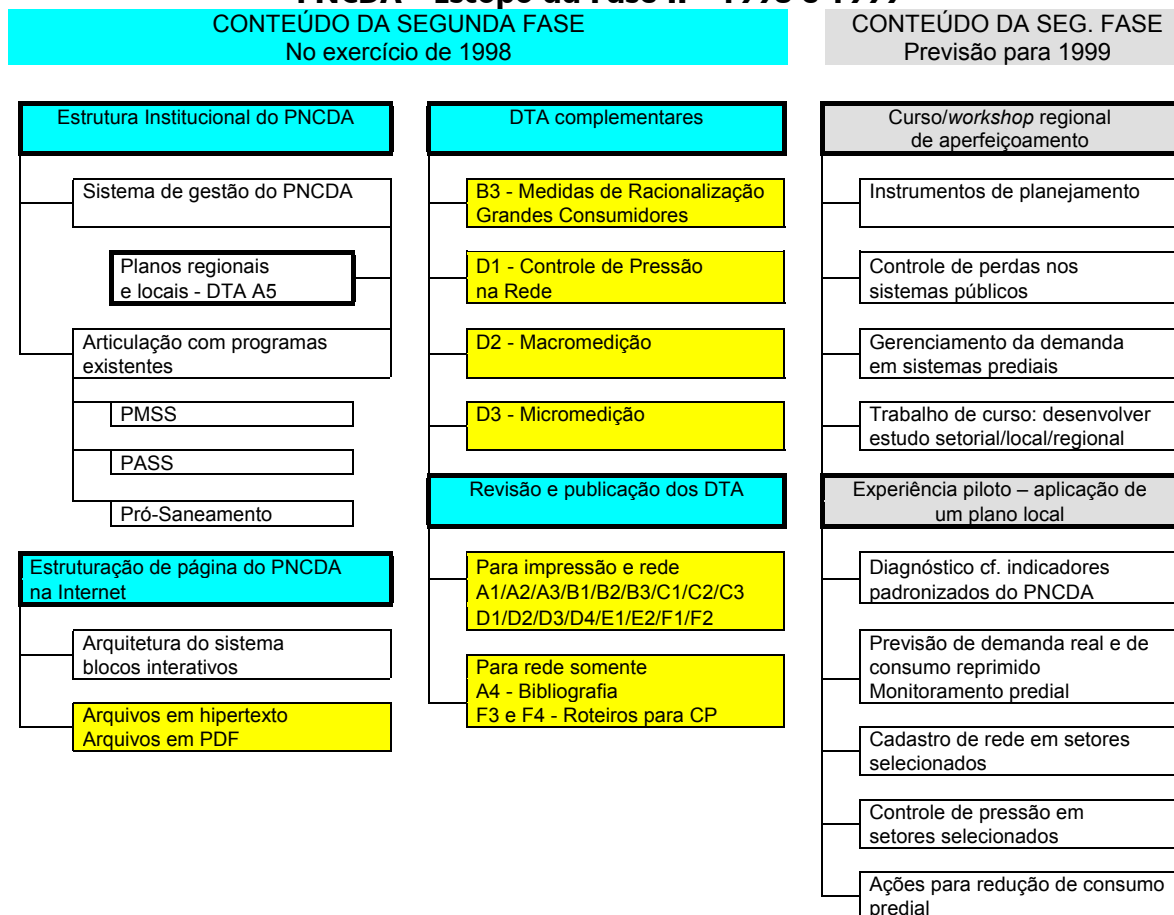 PNCDA - Estopo da Fase II - 1998 e 1999
CONTEÚDO DA SEGUNDA FASE
No exercício de 1998
CONTEÚDO DA SEG. FASE
Previsão para 1999
Estrutura Institucional do PNCDA
Sistema de gestão do PNCDA
Planos regionais
e locais - DTA A5
Articulação com programas
existentes
PMSS
PASS
Pró-Saneamento
Estruturação de página do PNCDA
na Internet
Arquitetura do sistema
blocos interativos
Arquivos em hipertexto
Arquivos em PDF
DTA complementares
B3 - Medidas de Racionalização
Grandes Consumidores
D1 - Controle de Pressão
na Rede
D2 - Macromedição
D3 - Micromedição
Revisão e publicação dos DTA
Para impressão e rede
A1/A2/A3/B1/B2/B3/C1/C2/C3
D1/D2/D3/D4/E1/E2/F1/F2
Para rede somente
A4 - Bibliografia
F3 e F4 - Roteiros para CP
Curso/workshop regional
de aperfeiçoamento
Instrumentos de planejamento
Controle de perdas nos
sistemas públicos
Gerenciamento da demanda
em sistemas prediais
Trabalho de curso: desenvolver
estudo setorial/local/regional
Experiência piloto – aplicação de
um plano local
Diagnóstico cf. indicadores
padronizados do PNCDA
Previsão de demanda real e de
consumo reprimido
Monitoramento predial
Cadastro de rede em setores
selecionados
Controle de pressão em
setores selecionados
Ações para redução de consumo
predial